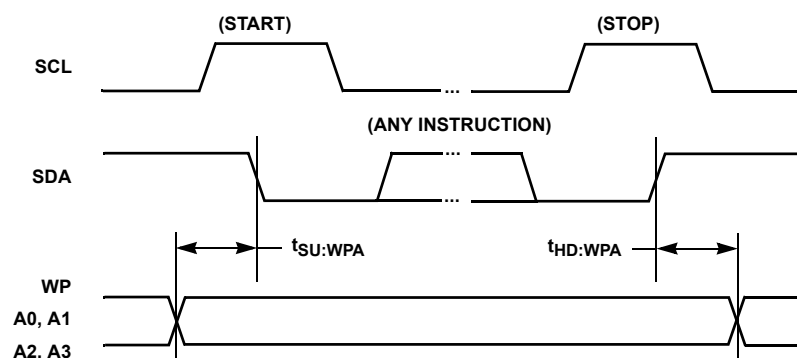 (START) (STOP)
SCL
... ...
(ANY INSTRUCTION)
SDA
... ...
tSU:WPA tHD:WPA
WP
A0, A1
A2, A3